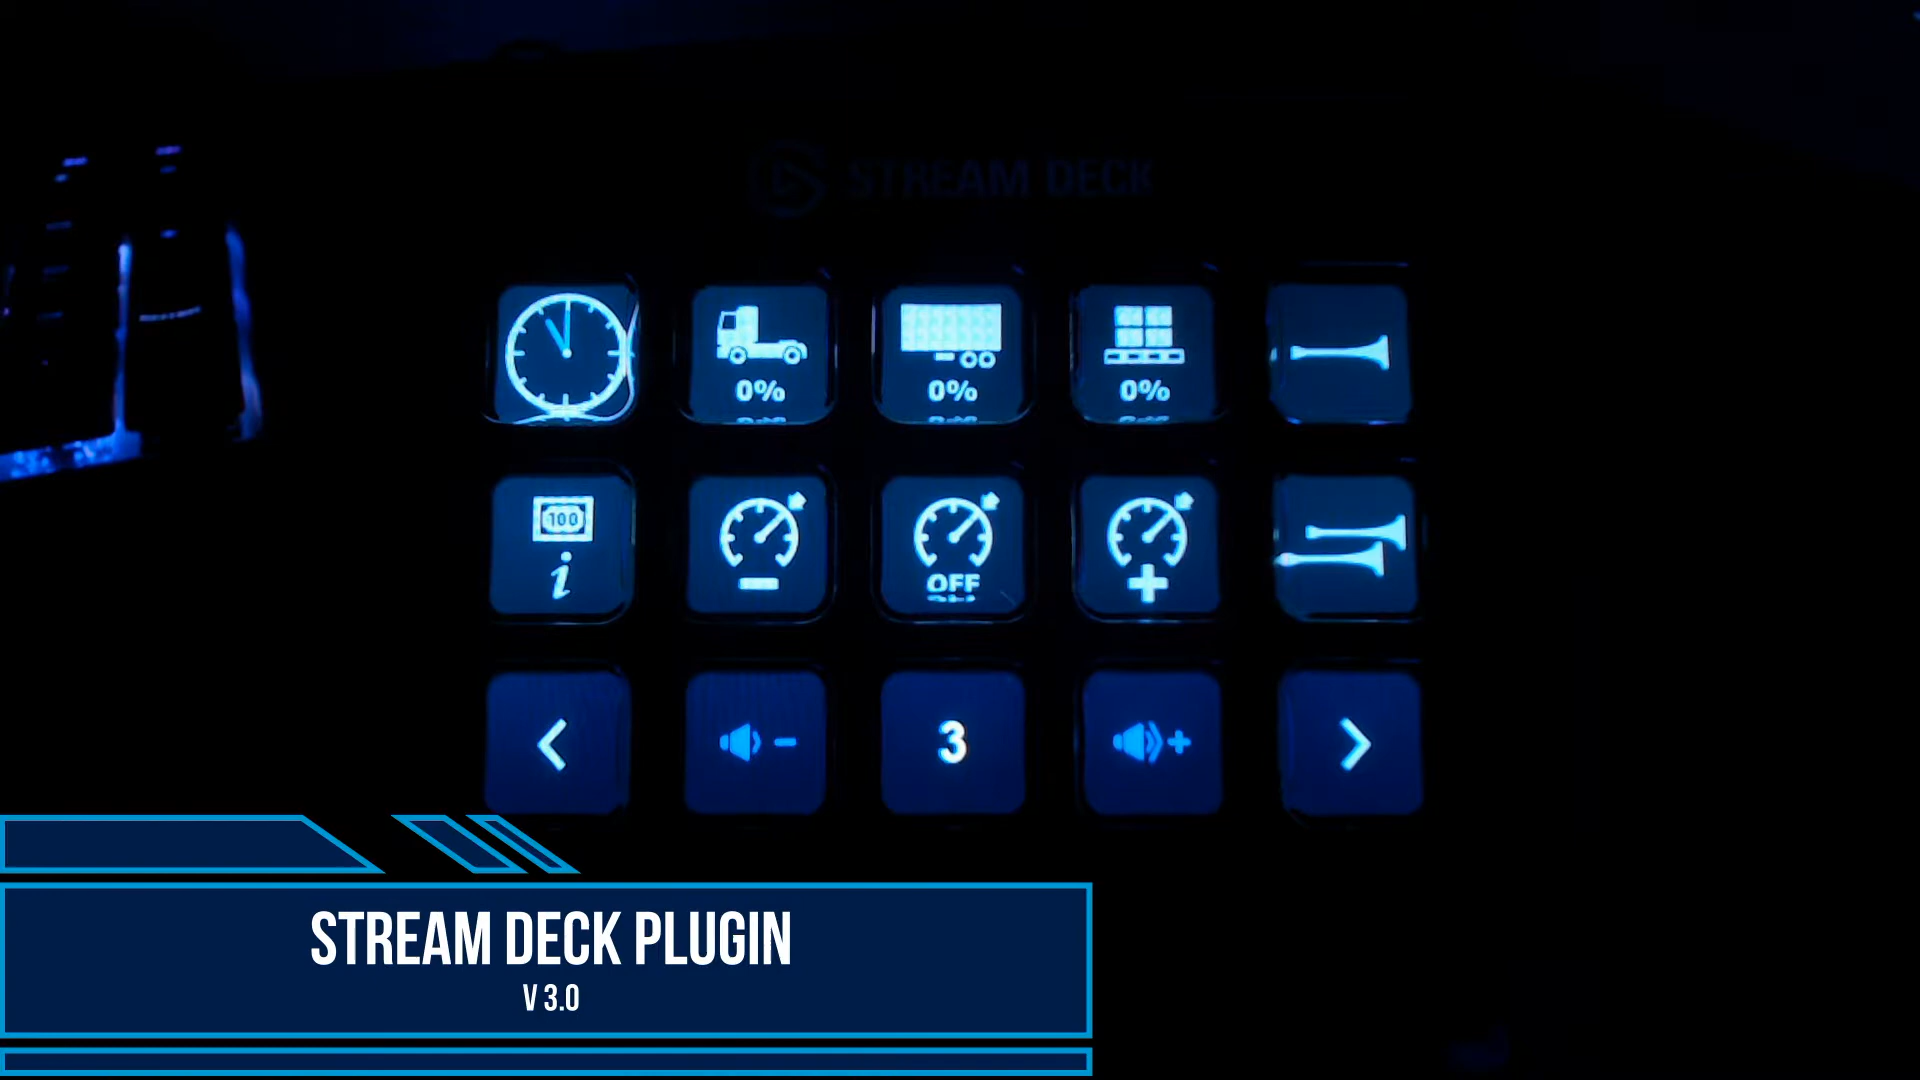 STREAM DECK
0% 0% 0%
100
i
OFF
3
STREAM DECK PLUGIN
V 3.0